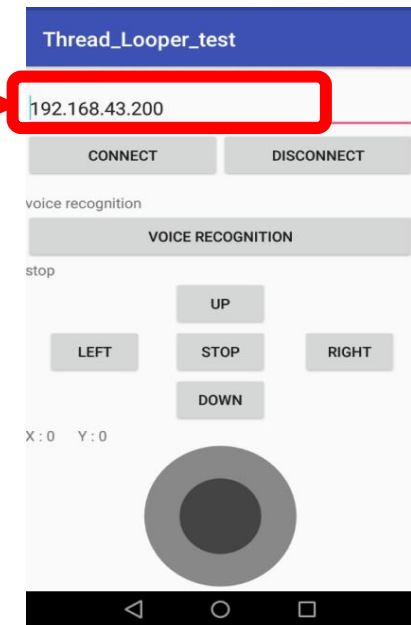 Thread_Looper_test
192.168.43.200
CONNECT DISCONNECT
voice recognition
VOICE RECOGNITION
stop
UP
LEFT STOP RIGHT
DOWN
X : 0 Y : 0